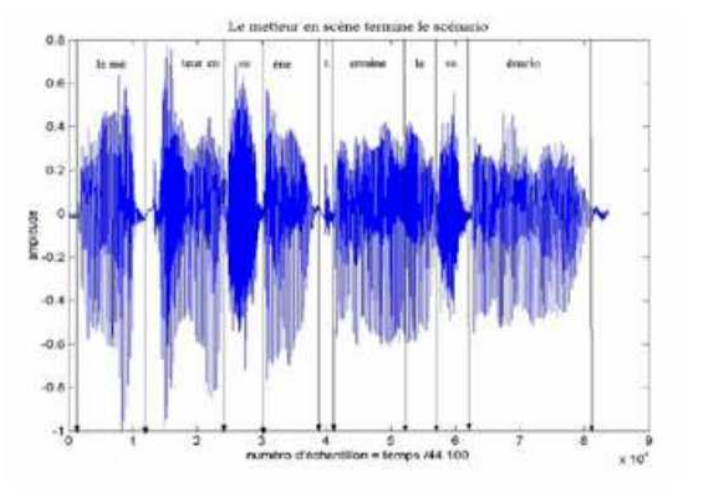 Le metteur en scène termine le scénario
0.8
le me teur en sc ène t ermine le sc énario
0.6
0.4
0.2
0
-0.2
-0.4
-0.6
-0.8
-1
amplitude
0 1 2 3 4 5 6 7 8 9
numéro d'échantillon = temps /44 100
x 10⁴